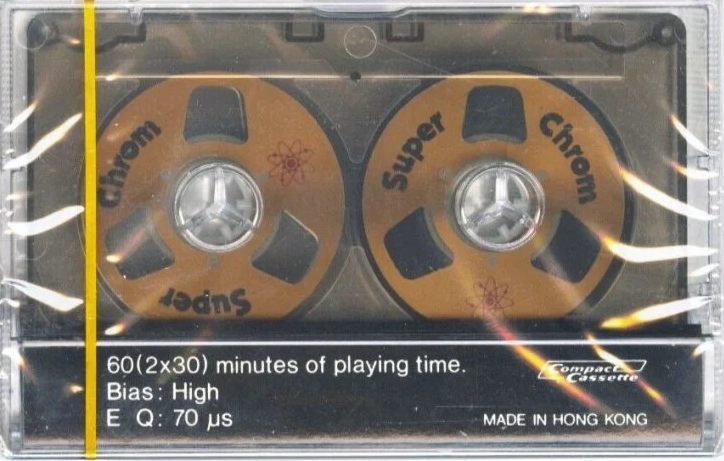 Chrom
Super
Super
Chrom
60(2x30) minutes of playing time.
Bias: High
E Q: 70 µs
Compact
Cassette
MADE IN HONG KONG